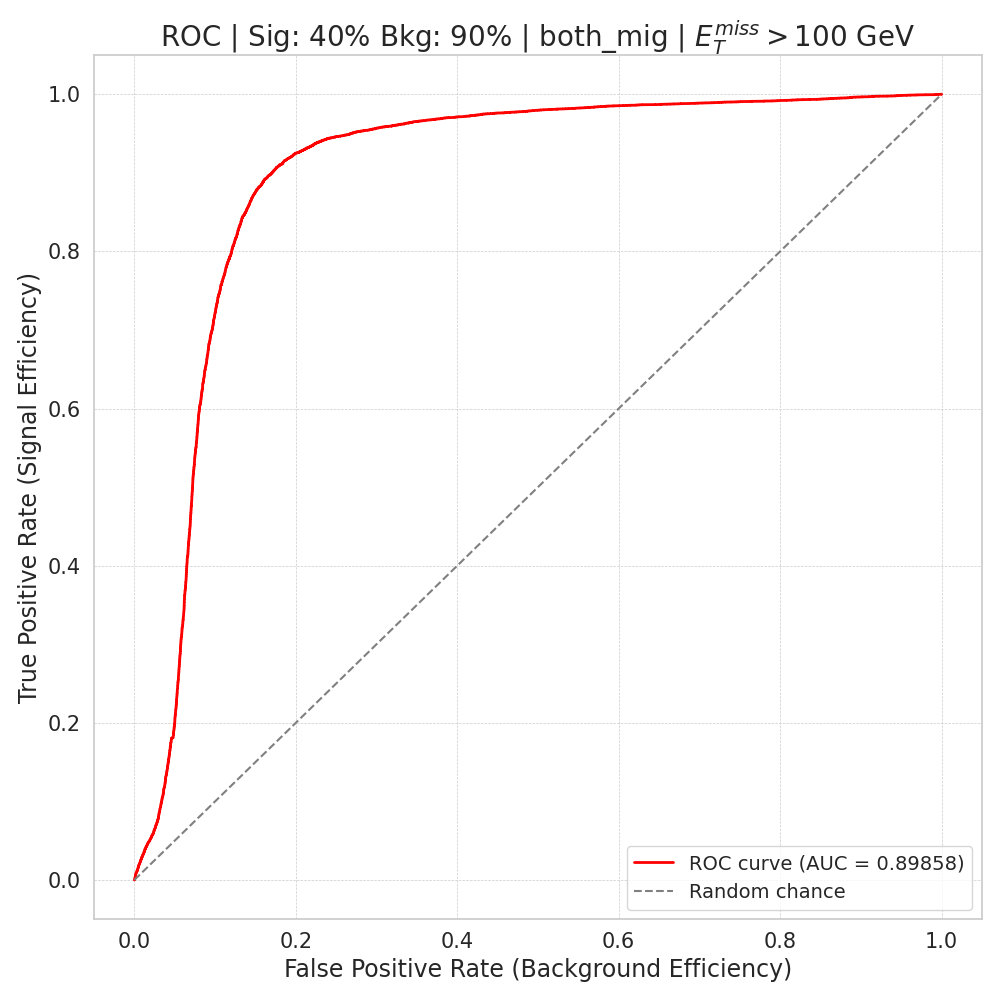 ROC | Sig: 40% Bkg: 90% | both_mig | $E_T^{miss} > 100$ GeV
True Positive Rate (Signal Efficiency)
1.0
0.8
0.6
0.4
0.2
0.0
ROC curve (AUC = 0.89858)
Random chance
0.0 0.2 0.4 0.6 0.8 1.0
False Positive Rate (Background Efficiency)